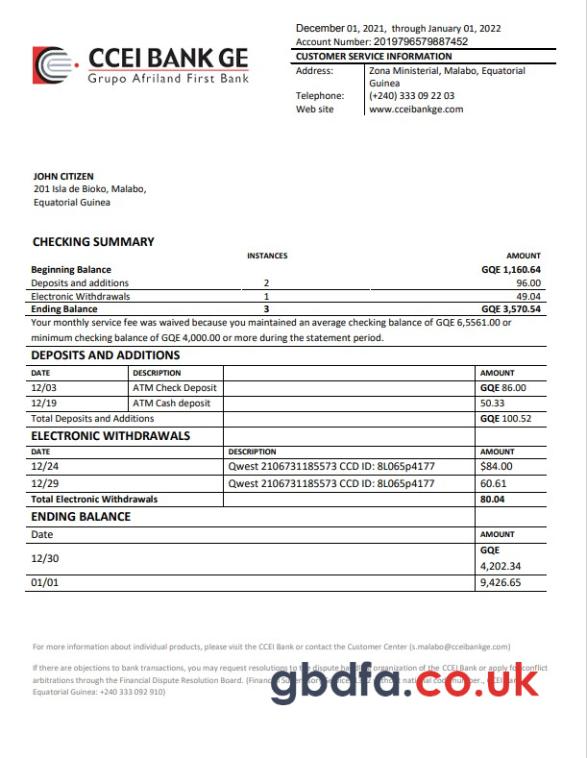 December 01, 2021, through January 01, 2022
Account Number: 2019796579887452
CCEI BANK GE
Grupo Afriland First Bank
CUSTOMER SERVICE INFORMATION
Address: Zona Ministerial, Malabo, Equatorial
Guinea
Telephone: (+240) 333 09 22 03
Web site www.cceibankge.com
JOHN CITIZEN
201 Isla de Bioko, Malabo,
Equatorial Guinea
CHECKING SUMMARY
INSTANCES AMOUNT
Beginning Balance GQE 1,160.64
Deposits and additions 2 96.00
Electronic Withdrawals 1 49.04
Ending Balance 3 GQE 3,570.54
Your monthly service fee was waived because you maintained an average checking balance of GQE 6,5561.00 or
minimum checking balance of GQE 4,000.00 or more during the statement period.
DEPOSITS AND ADDITIONS
DATE DESCRIPTION AMOUNT
12/03 ATM Check Deposit GQE 86.00
12/19 ATM Cash deposit 50.33
Total Deposits and Additions GQE 100.52
ELECTRONIC WITHDRAWALS
DATE DESCRIPTION AMOUNT
12/24 Qwest 2106731185573 CCD ID: 8L065p4177 $84.00
12/29 Qwest 2106731185573 CCD ID: 8L065p4177 60.61
Total Electronic Withdrawals 80.04
ENDING BALANCE
Date AMOUNT
12/30 GQE
4,202.34
01/01 9,426.65
For more information about individual products, please visit the CCEI Bank or contact the Customer Center (s.malabo@cceibankge.com)
If there are objections to bank transactions, you may request resolutions to the dispute organization of the CCEI Bank or apply for conflict
arbitrations through the Financial Dispute Resolution Board.
Equatorial Guinea: +240 333 092 910)
gbdfa.co.uk